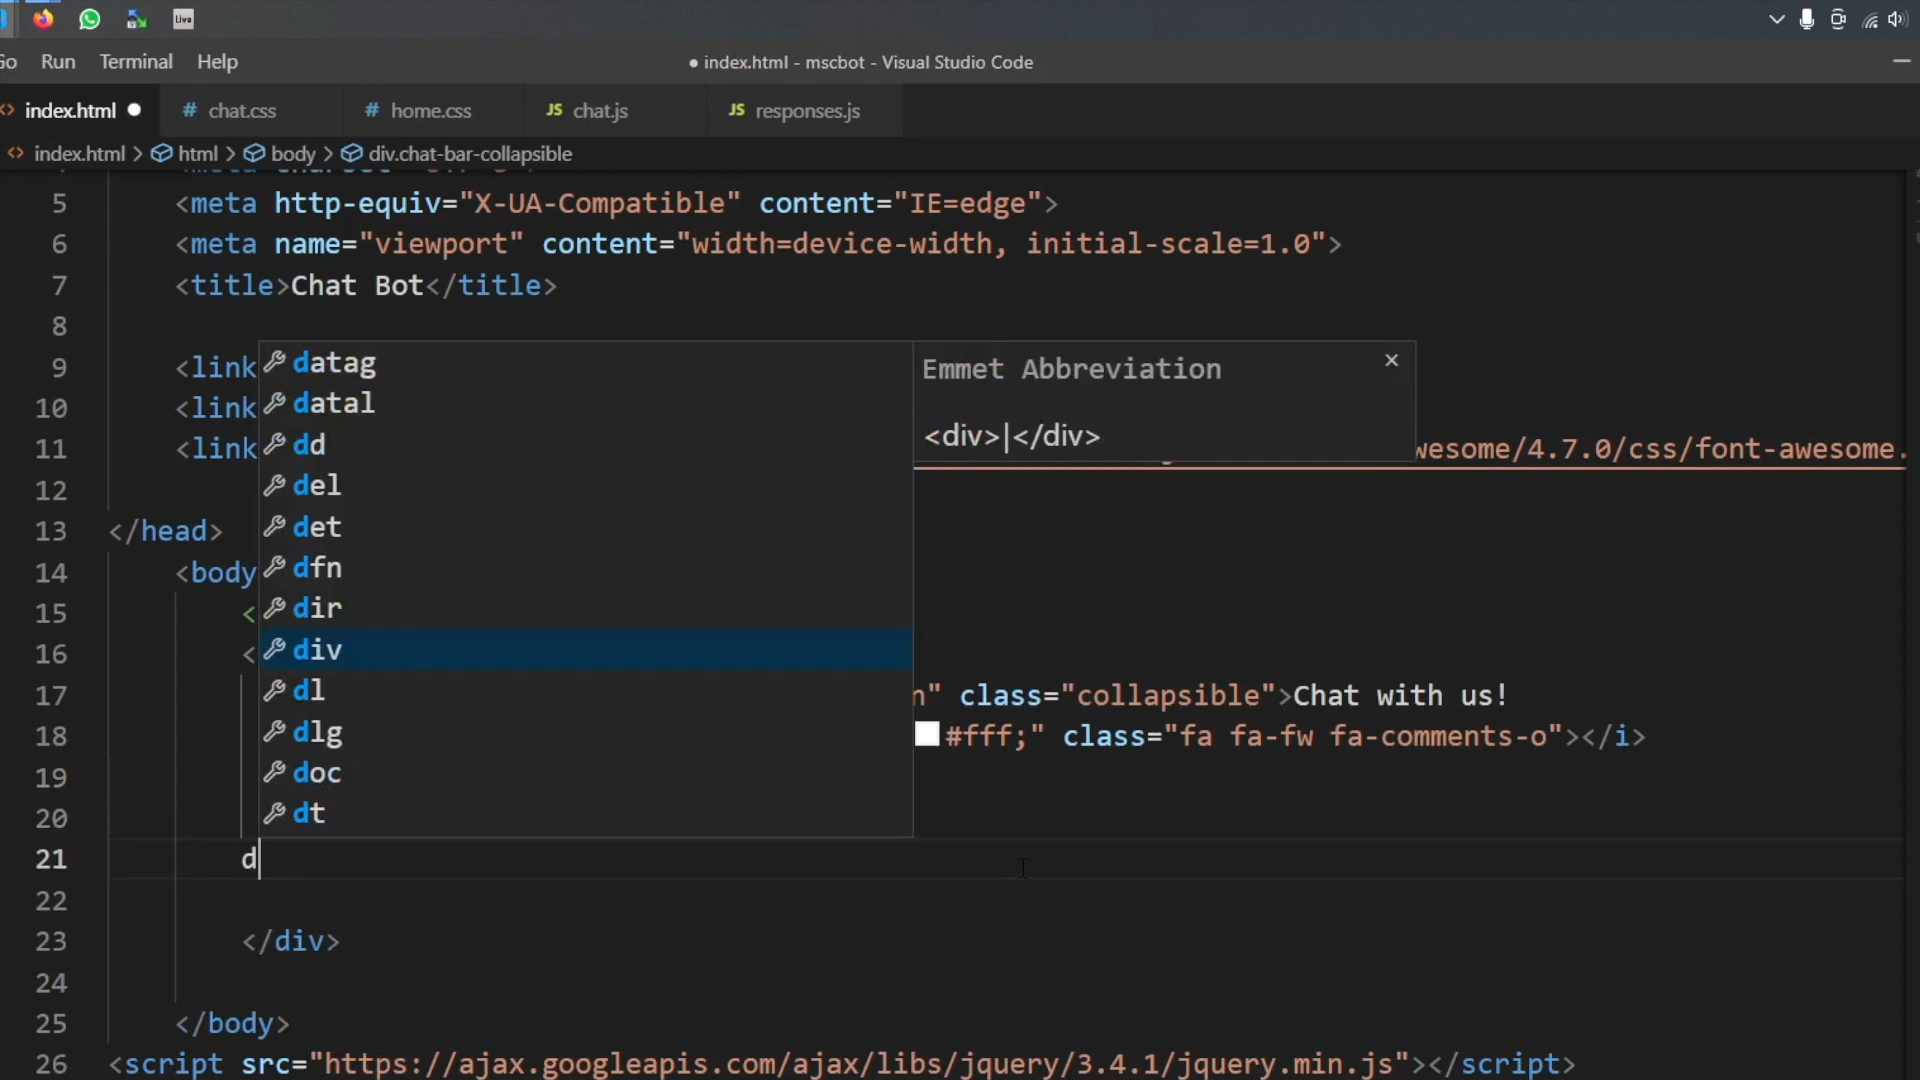 Live
Go Run Terminal Help
● index.html - mscbot - Visual Studio Code
<> index.html ● # chat.css # home.css JS chat.js JS responses.js
<> index.html > html > body > div.chat-bar-collapsible
5 <meta http-equiv="X-UA-Compatible" content="IE=edge">
6 <meta name="viewport" content="width=device-width, initial-scale=1.0">
7 <title>Chat Bot</title>
8
9 <link
10 <link
11 <link wesome/4.7.0/css/font-awesome.
12
13 </head>
14 <body
15 <
16 <
17 n" class="collapsible">Chat with us!
18 #fff;" class="fa fa-fw fa-comments-o"></i>
19
20
21 d
22
23 </div>
24
25 </body>
26 <script src="https://ajax.googleapis.com/ajax/libs/jquery/3.4.1/jquery.min.js"></script>
datag
datal
dd
del
det
dfn
dir
div
dl
dlg
doc
dt
Emmet Abbreviation ×
<div>|</div>